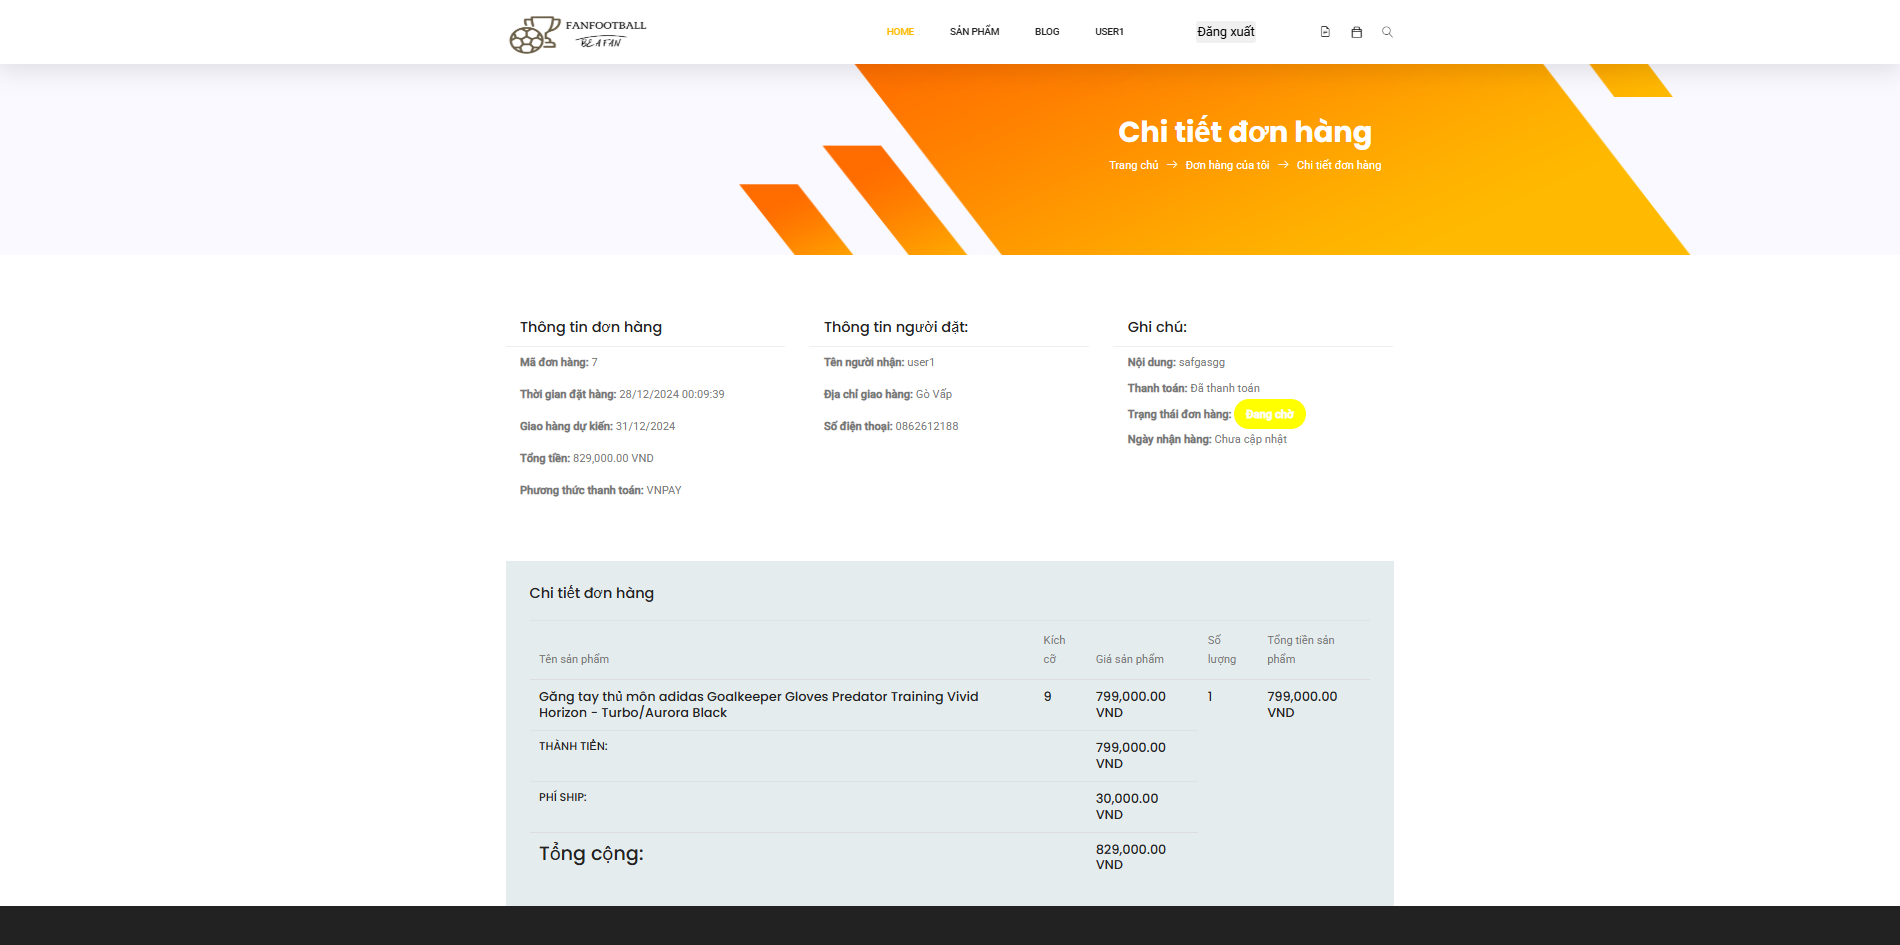 FANFOOTBALL
BE A FAN
HOME
SẢN PHẨM
BLOG
USER1
Đăng xuất
Chi tiết đơn hàng
Trang chủ → Đơn hàng của tôi → Chi tiết đơn hàng
Thông tin đơn hàng
Mã đơn hàng: 7
Thời gian đặt hàng: 28/12/2024 00:09:39
Giao hàng dự kiến: 31/12/2024
Tổng tiền: 829,000.00 VND
Phương thức thanh toán: VNPAY
Thông tin người đặt:
Tên người nhận: user1
Địa chỉ giao hàng: Gò Vấp
Số điện thoại: 0862612188
Ghi chú:
Nội dung: safgasgg
Thanh toán: Đã thanh toán
Trạng thái đơn hàng: Đang chờ
Ngày nhận hàng: Chưa cập nhật
Chi tiết đơn hàng
Tên sản phẩm
Kích
cỡ
Giá sản phẩm
Số
lượng
Tổng tiền sản
phẩm
Găng tay thủ môn adidas Goalkeeper Gloves Predator Training Vivid
Horizon - Turbo/Aurora Black
9
799,000.00
VND
1
799,000.00
VND
THÀNH TIỀN:
799,000.00
VND
PHÍ SHIP:
30,000.00
VND
Tổng cộng:
829,000.00
VND